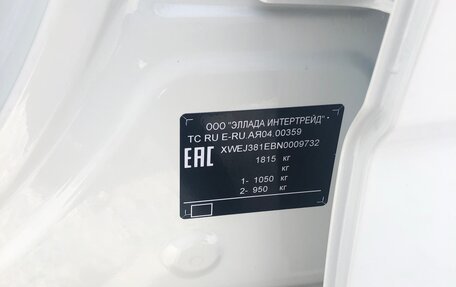 ООО "ЭЛЛАДА ИНТЕРТРЕЙД"
ТС RU E-RU.АЯ04.00359
EAC XWEJ381EBN0009732
1815 кг
кг
1- 1050 кг
2- 950 кг